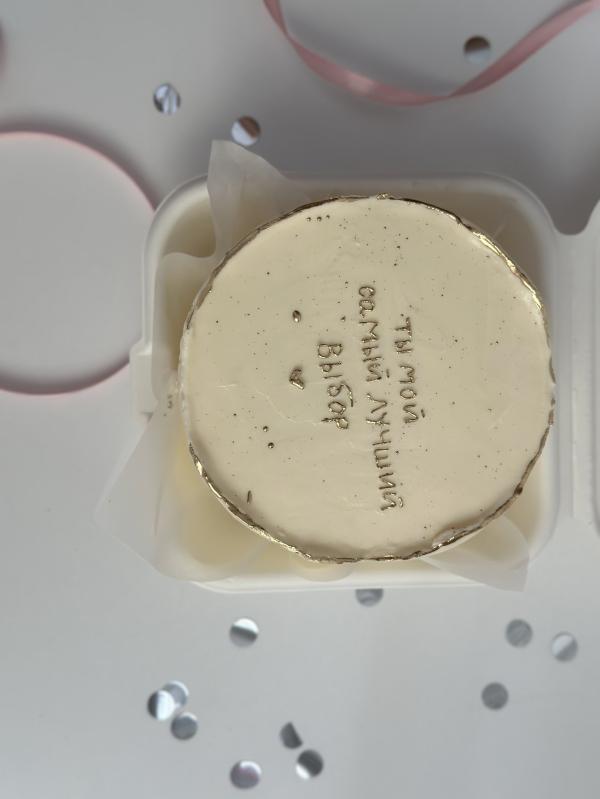 ты мой
самый лучший
выбор